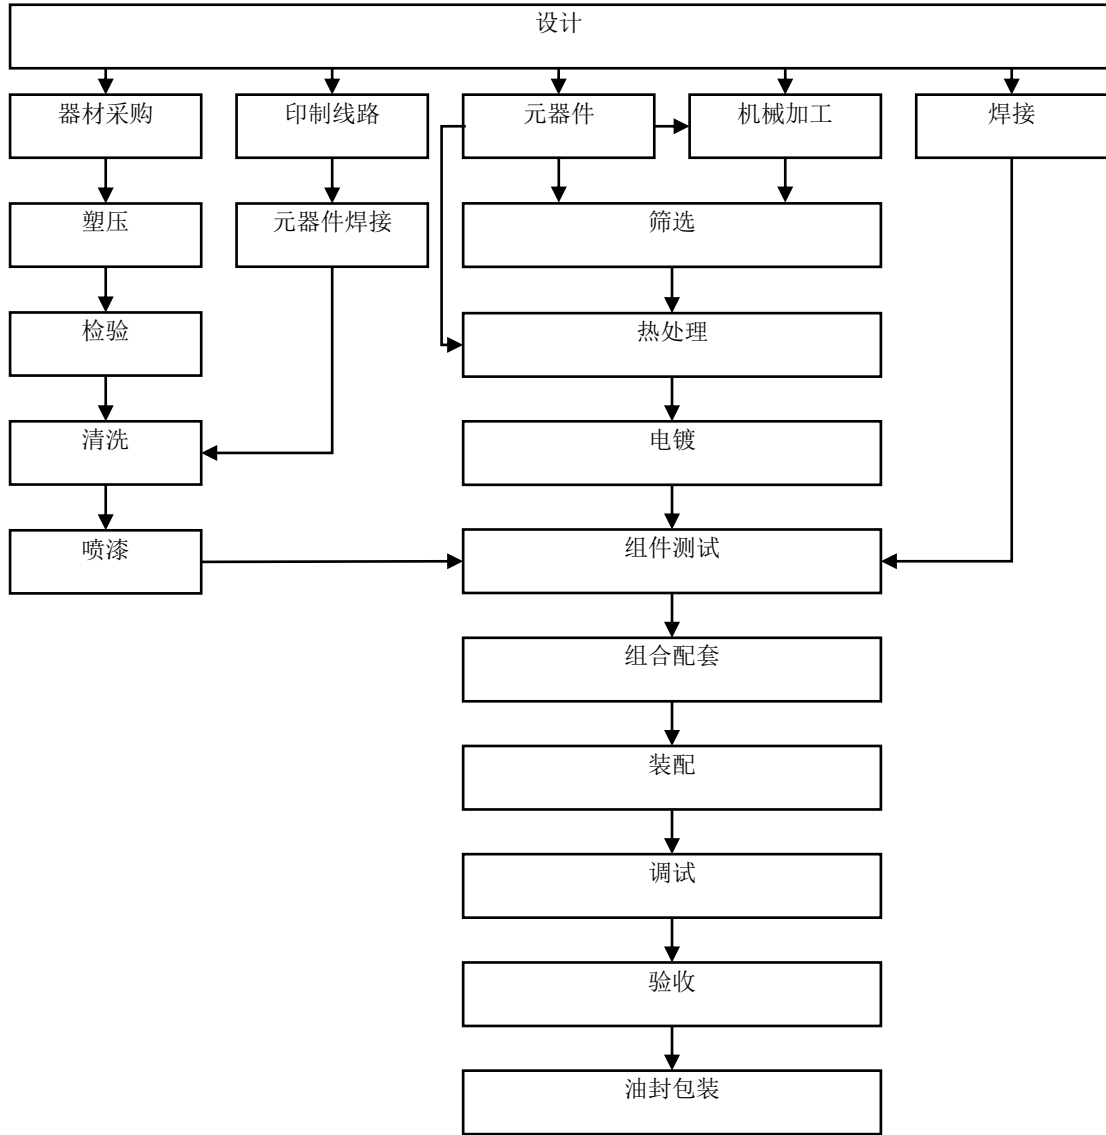 设计
器材采购
印制线路
元器件
机械加工
焊接
塑压
元器件焊接
筛选
检验
热处理
清洗
电镀
喷漆
组件测试
组合配套
装配
调试
验收
油封包装